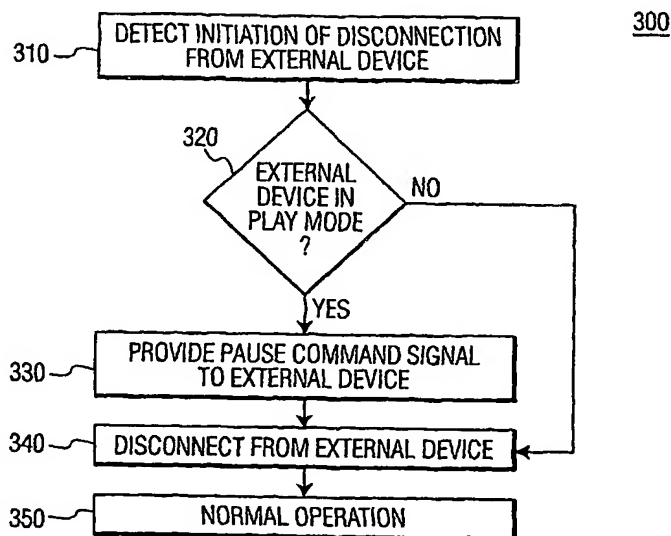 300
310
DETECT INITIATION OF DISCONNECTION
FROM EXTERNAL DEVICE
320
EXTERNAL
DEVICE IN
PLAY MODE
?
NO
YES
330
PROVIDE PAUSE COMMAND SIGNAL
TO EXTERNAL DEVICE
340
DISCONNECT FROM EXTERNAL DEVICE
350
NORMAL OPERATION